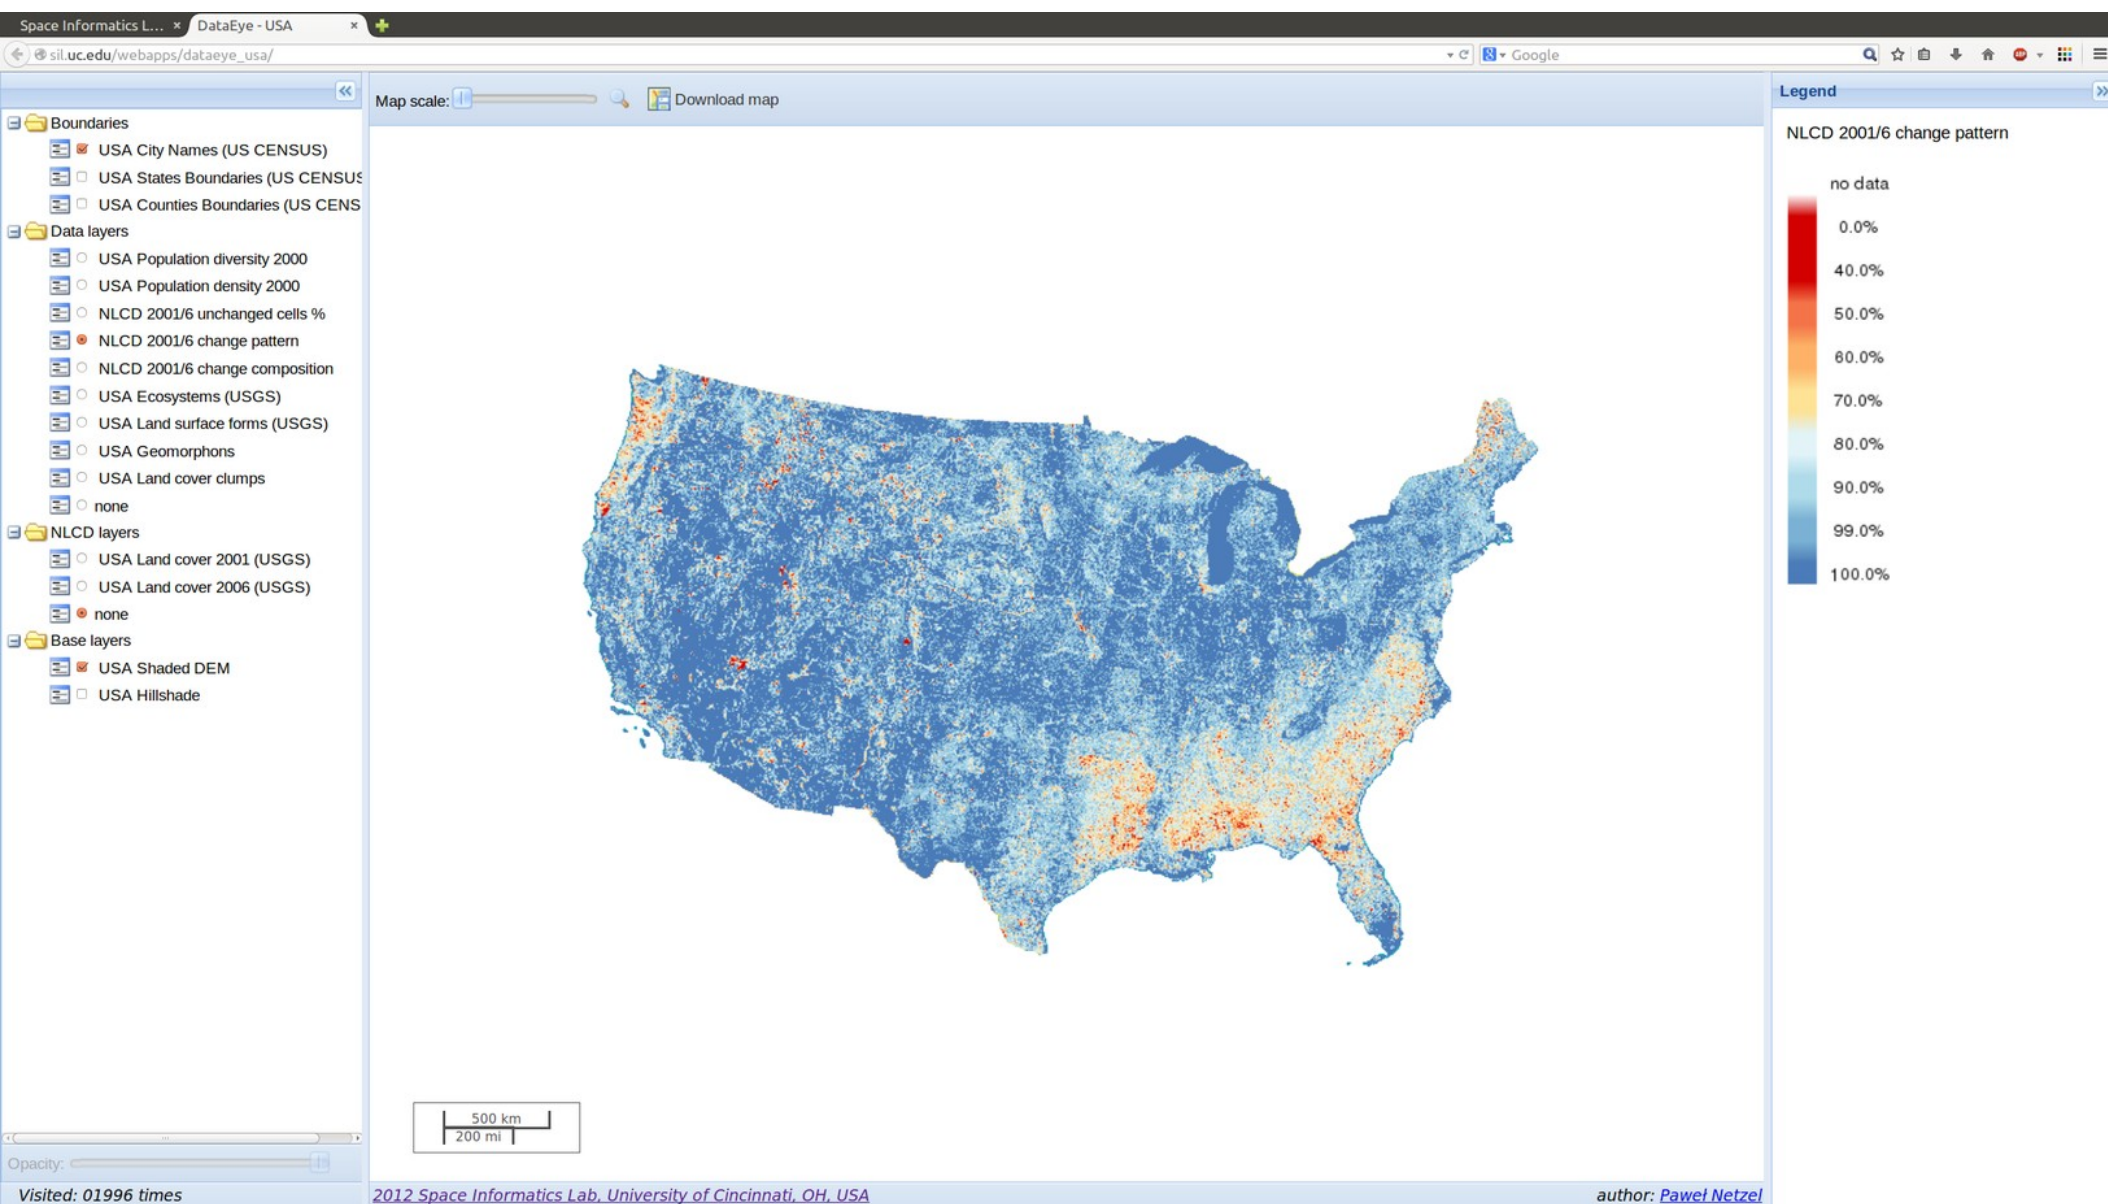 Space Informatics L... ×
DataEye - USA ×
sil.uc.edu/webapps/dataeye_usa/
Google
Boundaries
USA City Names (US CENSUS)
USA States Boundaries (US CENSUS
USA Counties Boundaries (US CENS
Data layers
USA Population diversity 2000
USA Population density 2000
NLCD 2001/6 unchanged cells %
NLCD 2001/6 change pattern
NLCD 2001/6 change composition
USA Ecosystems (USGS)
USA Land surface forms (USGS)
USA Geomorphons
USA Land cover clumps
none
NLCD layers
USA Land cover 2001 (USGS)
USA Land cover 2006 (USGS)
none
Base layers
USA Shaded DEM
USA Hillshade
Opacity:
Visited: 01996 times
Map scale:
Download map
500 km
200 mi
2012 Space Informatics Lab, University of Cincinnati, OH, USA
author: Paweł Netzel
Legend
NLCD 2001/6 change pattern
no data
0.0%
40.0%
50.0%
60.0%
70.0%
80.0%
90.0%
99.0%
100.0%